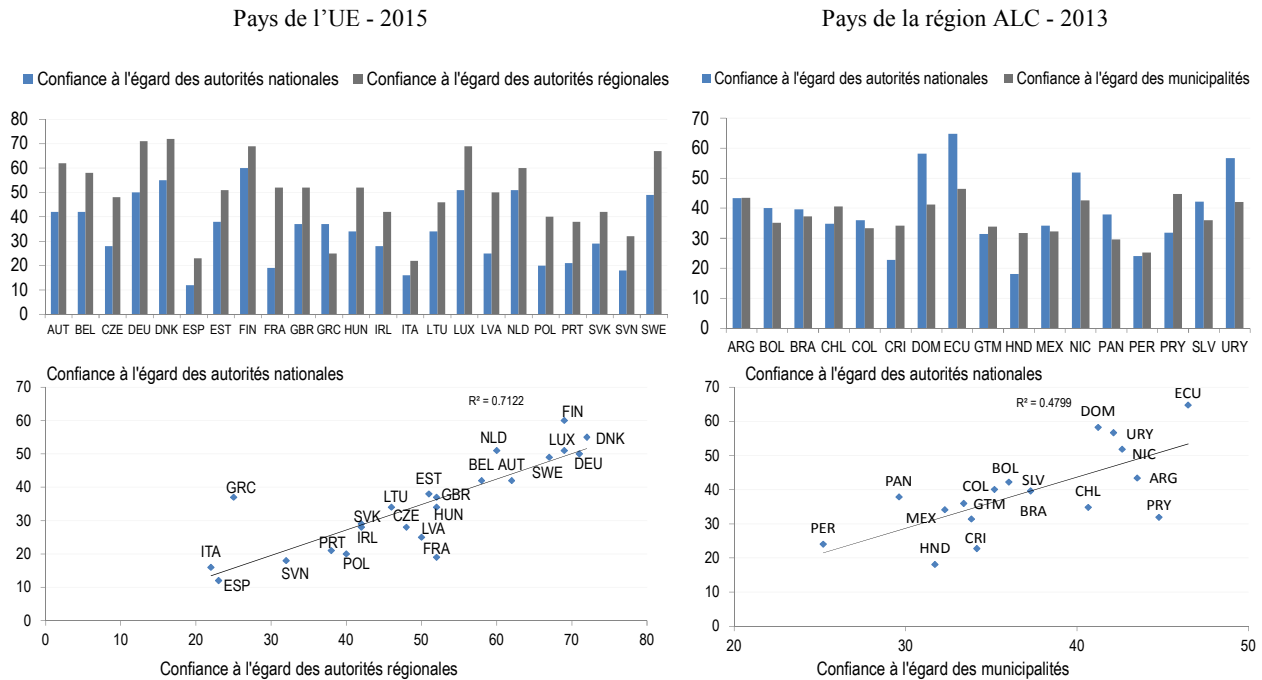 Pays de l’UE - 2015
Confiance à l'égard des autorités nationales Confiance à l'égard des autorités régionales
80
70
60
50
40
30
20
10
0
AUT BEL CZE DEU DNK ESP EST FIN FRA GBR GRC HUN IRL ITA LTU LUX LVA NLD POL PRT SVK SVN SWE
Pays de la région ALC - 2013
Confiance à l'égard des autorités nationales Confiance à l'égard des municipalités
70
60
50
40
30
20
10
0
ARG BOL BRA CHL COL CRI DOM ECU GTM HND MEX NIC PAN PER PRY SLV URY
Confiance à l'égard des autorités nationales
70
60
50
40
30
20
10
0
R² = 0.7122
FIN
NLD LUX DNK
BEL AUT SWE DEU
GRC EST GBR
LTU HUN
SVK CZE
IRL LVA
PRT FRA
ITA POL
SVN
ESP
0 10 20 30 40 50 60 70 80
Confiance à l'égard des autorités régionales
Confiance à l'égard des autorités nationales
70
60
50
40
30
20
10
0
R² = 0.4799
ECU
DOM
URY
NIC
BOL ARG
PAN COL SLV
CHL
GTM BRA
MEX PRY
PER
CRI
HND
20 30 40 50
Confiance à l'égard des municipalités